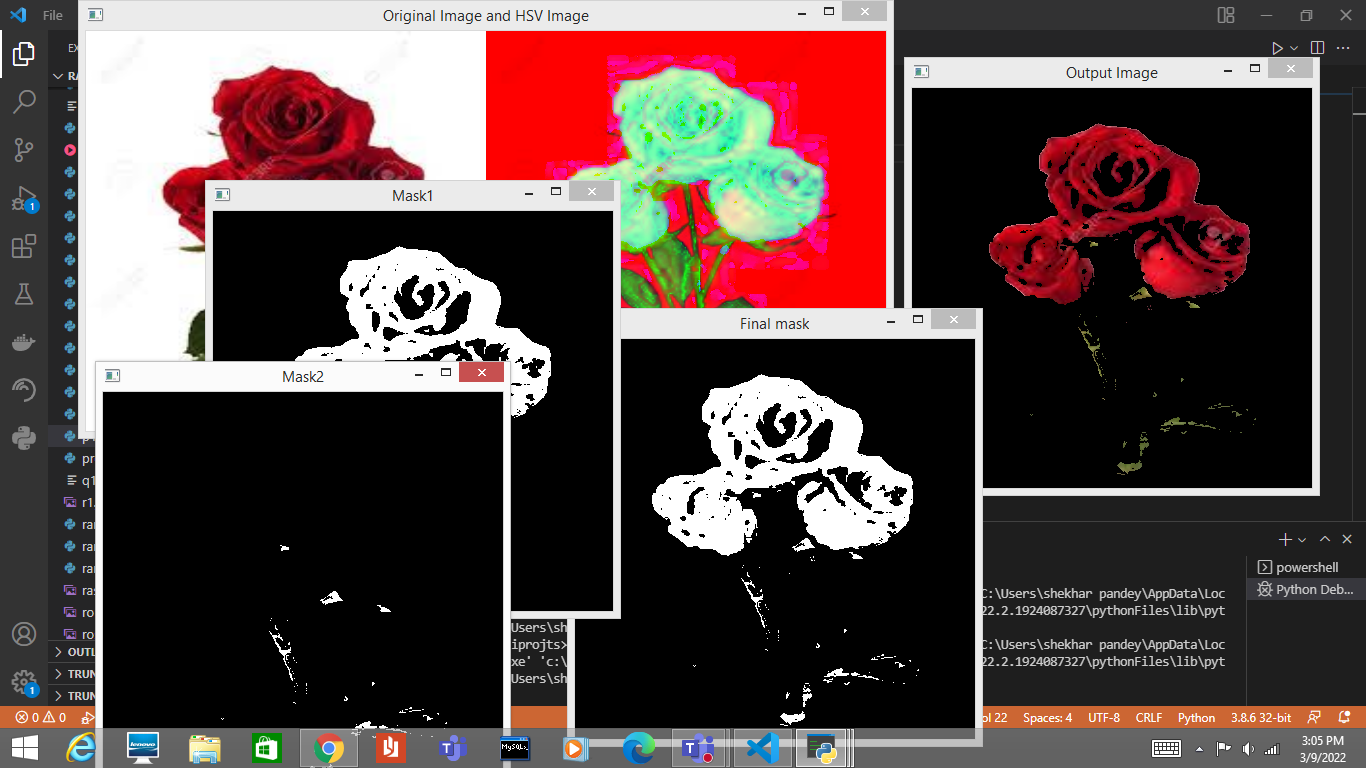 File
Original Image and HSV Image
EX
RA
Output Image
Mask1
Final mask
Mask2
pr
q1
r1.
ran
ran
ran
ras
ro
ro
OUTL
TRUN
TRUN
powershell
Python Deb...
C:\Users\shekhar pandey\AppData\Loc
22.2.1924087327\pythonFiles\lib\pyt
Users\sh
iprojts>
C:\Users\shekhar pandey\AppData\Loc
xe' 'c:\
22.2.1924087327\pythonFiles\lib\pyt
Users\sh
1
1
0
0
ol 22
Spaces: 4
UTF-8
CRLF
Python
3.8.6 32-bit
lenovo
MySQL
3:05 PM
3/9/2022